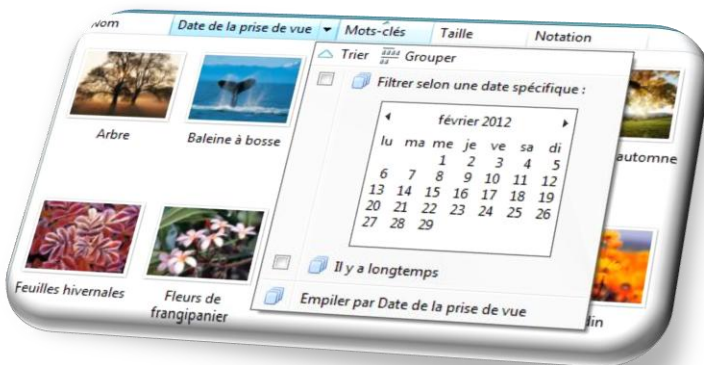 Nom Date de la prise de vue Mots-clés Taille Notation
Trier Grouper
Filtrer selon une date spécifique :
février 2012
lu ma me je ve sa di
1 2 3 4 5
6 7 8 9 10 11 12
13 14 15 16 17 18 19
20 21 22 23 24 25 26
27 28 29
Il y a longtemps
Empiler par Date de la prise de vue
Arbre
Baleine à bosse
automne
Feuilles hivernales
Fleurs de
frangipanier
din